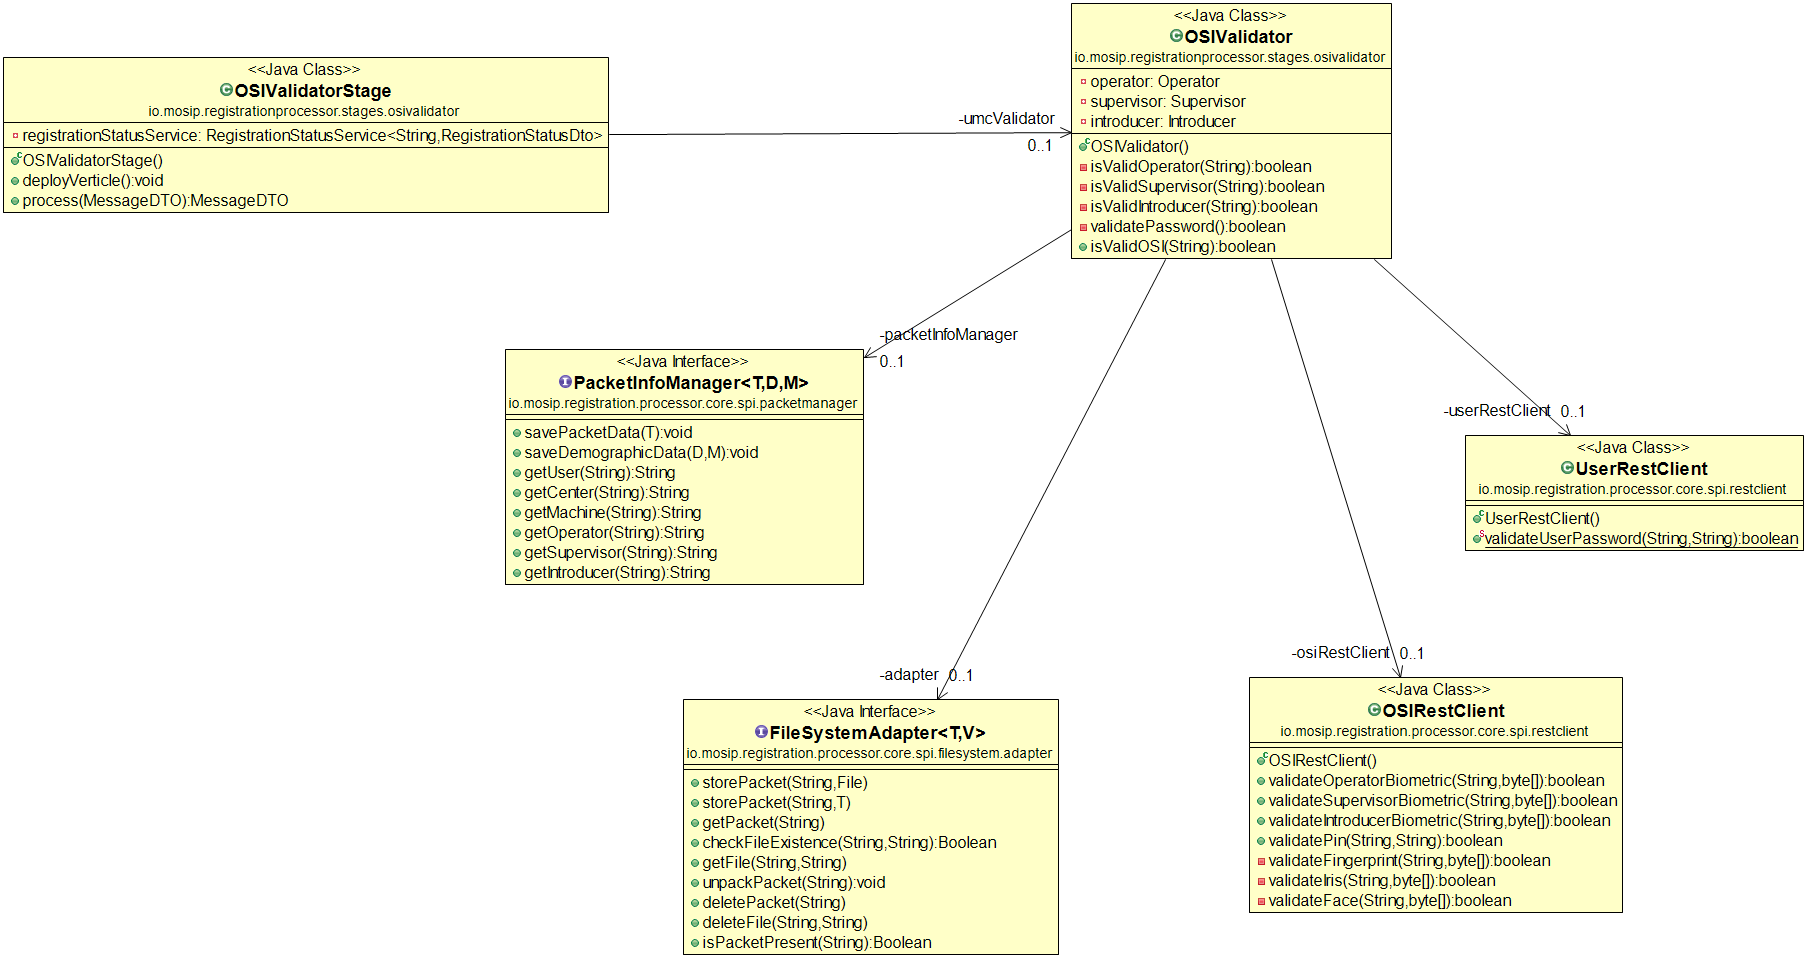 <<Java Class>>
OSIValidatorStage
io.mosip.registrationprocessor.stages.osivalidator
registrationStatusService: RegistrationStatusService<String,RegistrationStatusDto>
OSIValidatorStage()
deployVerticle():void
process(MessageDTO):MessageDTO
-umcValidator
0..1
<<Java Class>>
OSIValidator
io.mosip.registrationprocessor.stages.osivalidator
operator: Operator
supervisor: Supervisor
introducer: Introducer
OSIValidator()
isValidOperator(String):boolean
isValidSupervisor(String):boolean
isValidIntroducer(String):boolean
validatePassword():boolean
isValidOSI(String):boolean
-packetInfoManager
0..1
<<Java Interface>>
PacketInfoManager<T,D,M>
io.mosip.registration.processor.core.spi.packetmanager
savePacketData(T):void
saveDemographicData(D,M):void
getUser(String):String
getCenter(String):String
getMachine(String):String
getOperator(String):String
getSupervisor(String):String
getIntroducer(String):String
-userRestClient 0..1
<<Java Class>>
UserRestClient
io.mosip.registration.processor.core.spi.restclient
UserRestClient()
validateUserPassword(String,String):boolean
-adapter 0..1
<<Java Interface>>
FileSystemAdapter<T,V>
io.mosip.registration.processor.core.spi.filesystem.adapter
storePacket(String,File)
storePacket(String,T)
getPacket(String)
checkFileExistence(String,String):Boolean
getFile(String,String)
unpackPacket(String):void
deletePacket(String)
deleteFile(String,String)
isPacketPresent(String):Boolean
-osiRestClient 0..1
<<Java Class>>
OSIRestClient
io.mosip.registration.processor.core.spi.restclient
OSIRestClient()
validateOperatorBiometric(String,byte[]):boolean
validateSupervisorBiometric(String,byte[]):boolean
validateIntroducerBiometric(String,byte[]):boolean
validatePin(String,String):boolean
validateFingerprint(String,byte[]):boolean
validateIris(String,byte[]):boolean
validateFace(String,byte[]):boolean